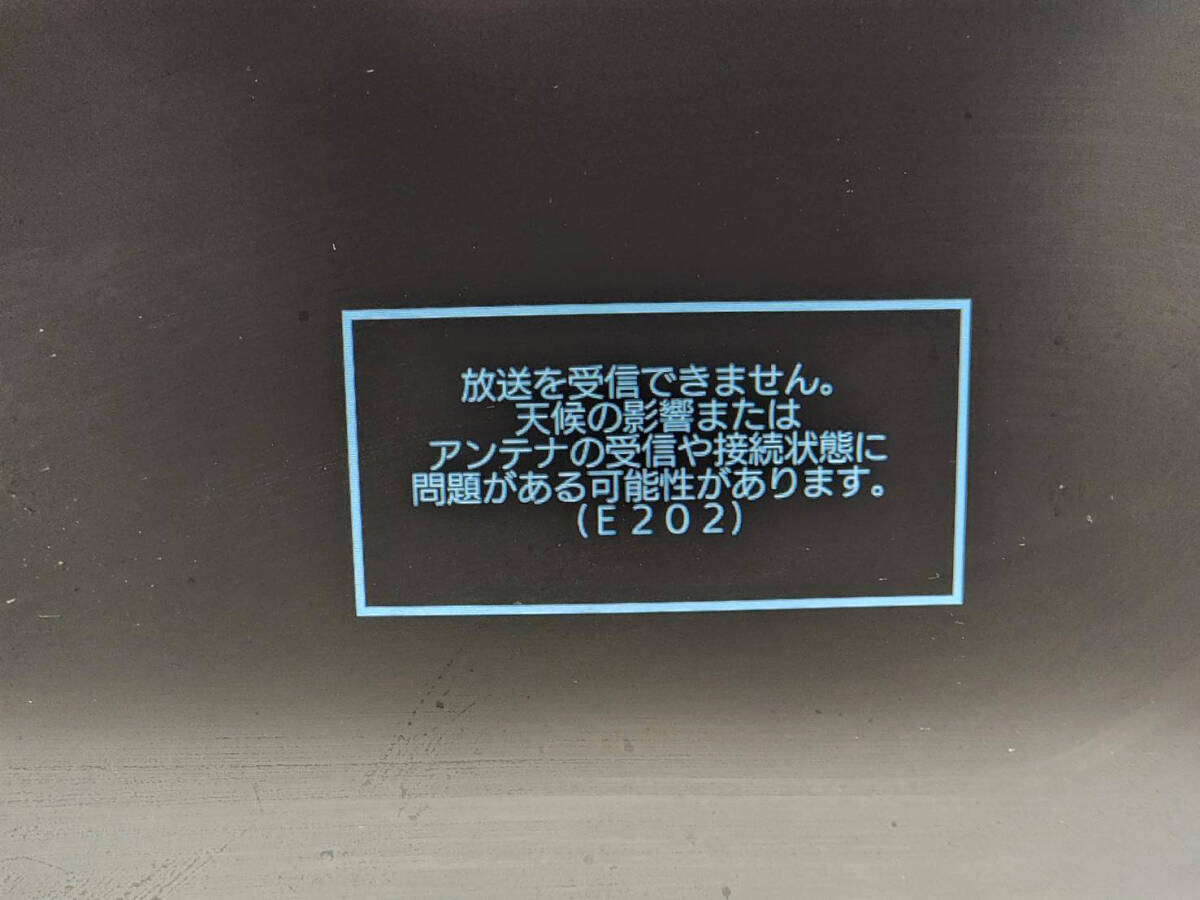 放送を受信できません。
天候の影響または
アンテナの受信や接続状態に
問題がある可能性があります。
（Ｅ２０２）